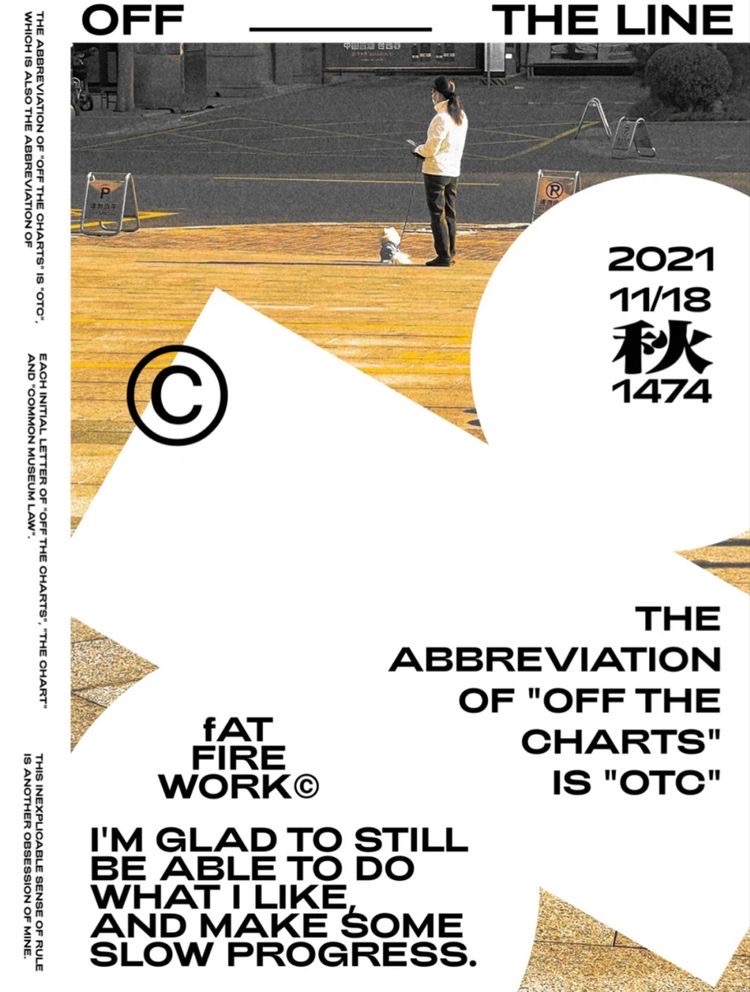 OFF THE LINE
THE ABBREVIATION OF "OFF THE CHARTS" IS "OTC",
WHICH IS ALSO THE ABBREVIATION OF
EACH INITIAL LETTER OF "OFF THE CHARTS", "THE CHART"
AND "COMMON MUSEUM LAW".
THIS INEXPLICABLE SENSE OF RULE
IS ANOTHER OBSESSION OF MINE.
P
R
2021
11/18
秋
1474
©
THE
ABBREVIATION
OF "OFF THE
CHARTS"
IS "OTC"
fAT
FIRE
WORK©
I'M GLAD TO STILL
BE ABLE TO DO
WHAT I LIKE,
AND MAKE SOME
SLOW PROGRESS.